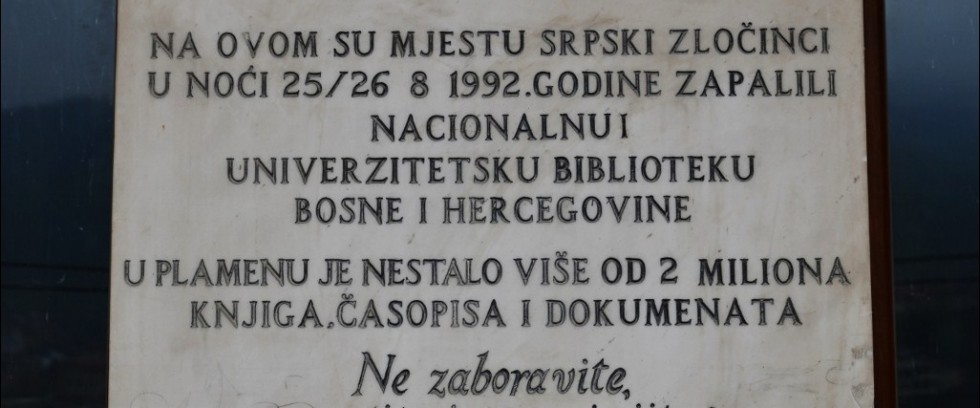 NA OVOM SU MJESTU SRPSKI ZLOČINCI
U NOĆI 25/26 8 1992.GODINE ZAPALILI
NACIONALNU I
UNIVERZITETSKU BIBLIOTEKU
BOSNE I HERCEGOVINE
U PLAMENU JE NESTALO VIŠE OD 2 MILIONA
KNJIGA,ČASOPISA I DOKUMENATA
Ne zaboravite,